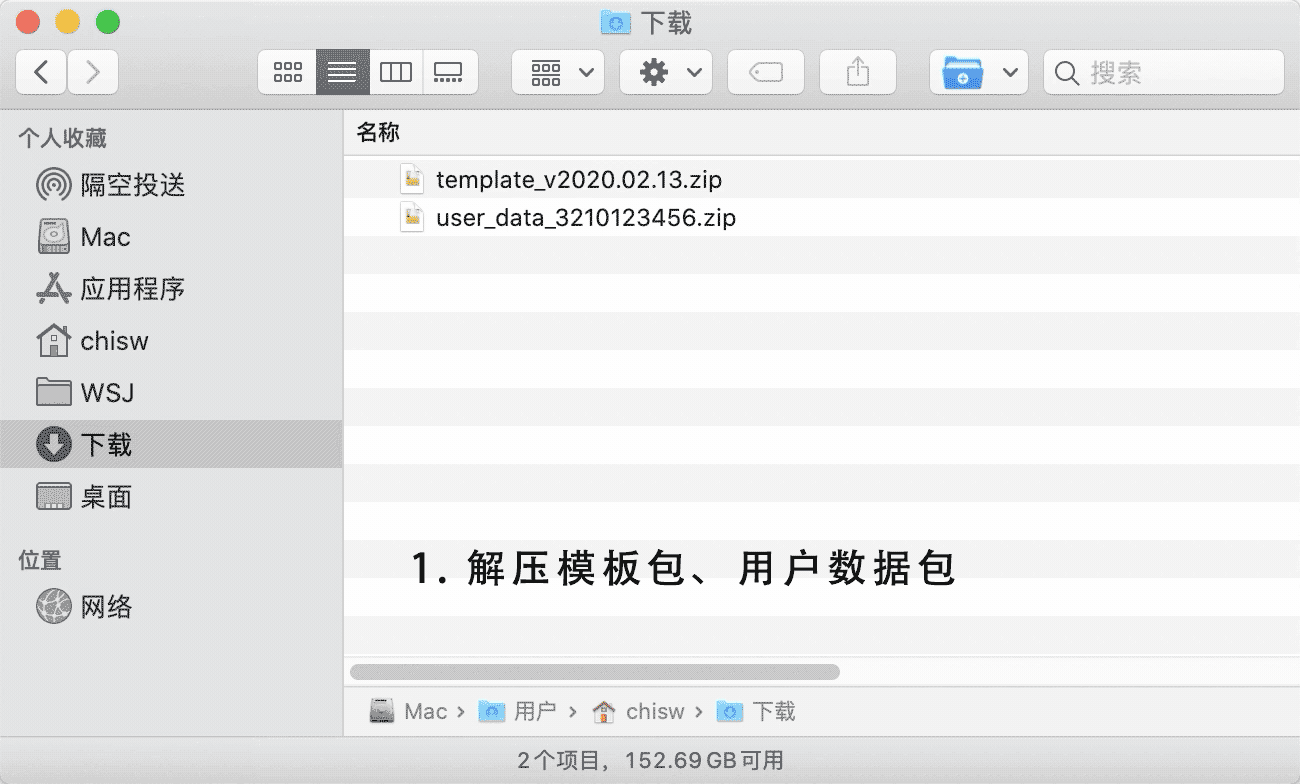 下载
搜索
个人收藏
隔空投送
Mac
应用程序
chisw
WSJ
下载
桌面
位置
网络
名称
template_v2020.02.13.zip
user_data_3210123456.zip
1. 解压模板包、用户数据包
Mac › 用户 › chisw › 下载
2个项目，152.69GB可用